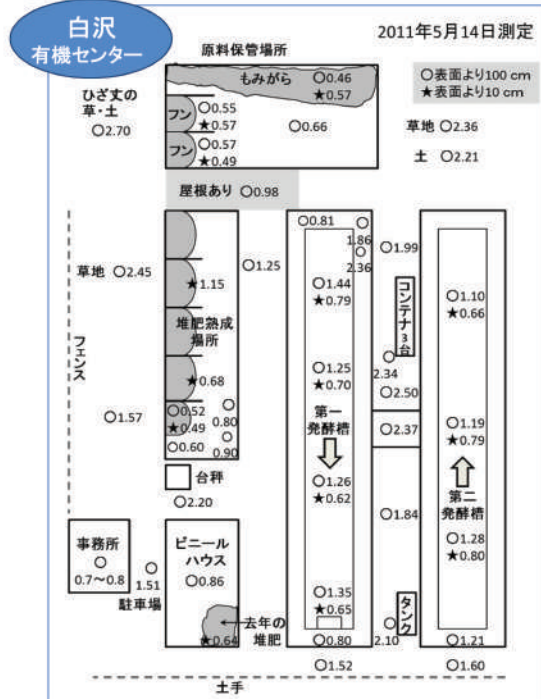 白沢
有機センター
2011年5月14日測定
原料保管場所
○表面より100 cm
★表面より10 cm
もみがら ○0.46
★0.57
ひざ丈の
草・土
○2.70
フン ○0.55
★0.57
フン ○0.57
★0.49
○0.66
草地 ○2.36
土 ○2.21
屋根あり ○0.98
○0.81
○
1.86
○
2.36
○1.99
草地 ○2.45
○1.25
★1.15
○1.44
★0.79
コンテナ3台
○1.10
★0.66
堆肥熟成
場所
フェンス
★0.68
○1.25
★0.70
○
2.34
○2.50
○1.57
○0.52
★0.49
○
0.80
○0.60
○
0.90
第一
発酵槽
○2.37
○1.19
★0.79
台秤
○2.20
○1.26
★0.62
○1.84
第二
発酵槽
事務所
○
0.7～0.8
○
1.51
駐車場
ビニール
ハウス
○0.86
○1.28
★0.80
○1.35
★0.65
タンク
去年の
堆肥
★0.64
○0.80
○
2.10
○1.21
○1.52
○1.60
土手